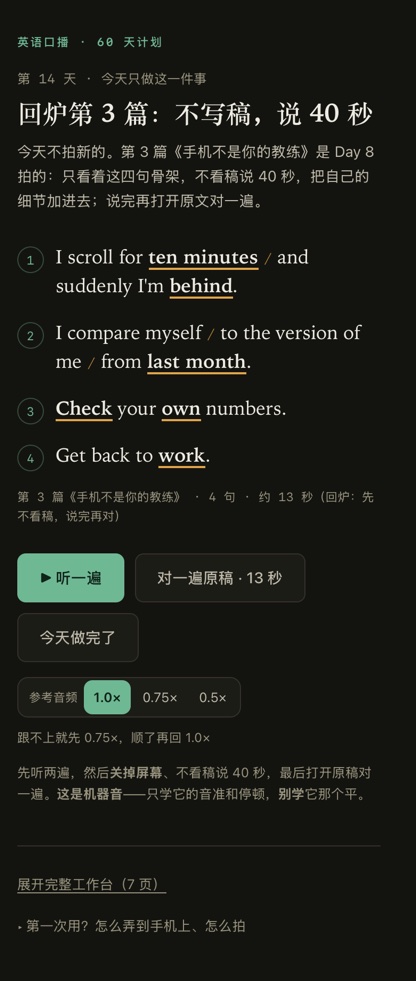 英语口播 · 60 天计划
第 14 天 · 今天只做这一件事
回炉第 3 篇：不写稿，说 40 秒
今天不拍新的。第 3 篇《手机不是你的教练》是 Day 8
拍的：只看着这四句骨架，不看稿说 40 秒，把自己的
细节加进去；说完再打开原文对一遍。
1 I scroll for ten minutes / and
suddenly I'm behind.
2 I compare myself / to the version of
me / from last month.
3 Check your own numbers.
4 Get back to work.
第 3 篇《手机不是你的教练》 · 4 句 · 约 13 秒（回炉：先
不看稿，说完再对）
▶ 听一遍 对一遍原稿 · 13 秒
今天做完了
参考音频 1.0× 0.75× 0.5×
跟不上就先 0.75×，顺了再回 1.0×
先听两遍，然后关掉屏幕、不看稿说 40 秒，最后打开原稿对
一遍。这是机器音——只学它的音准和停顿，别学它那个平。
展开完整工作台（7 页）
▸ 第一次用？怎么弄到手机上、怎么拍